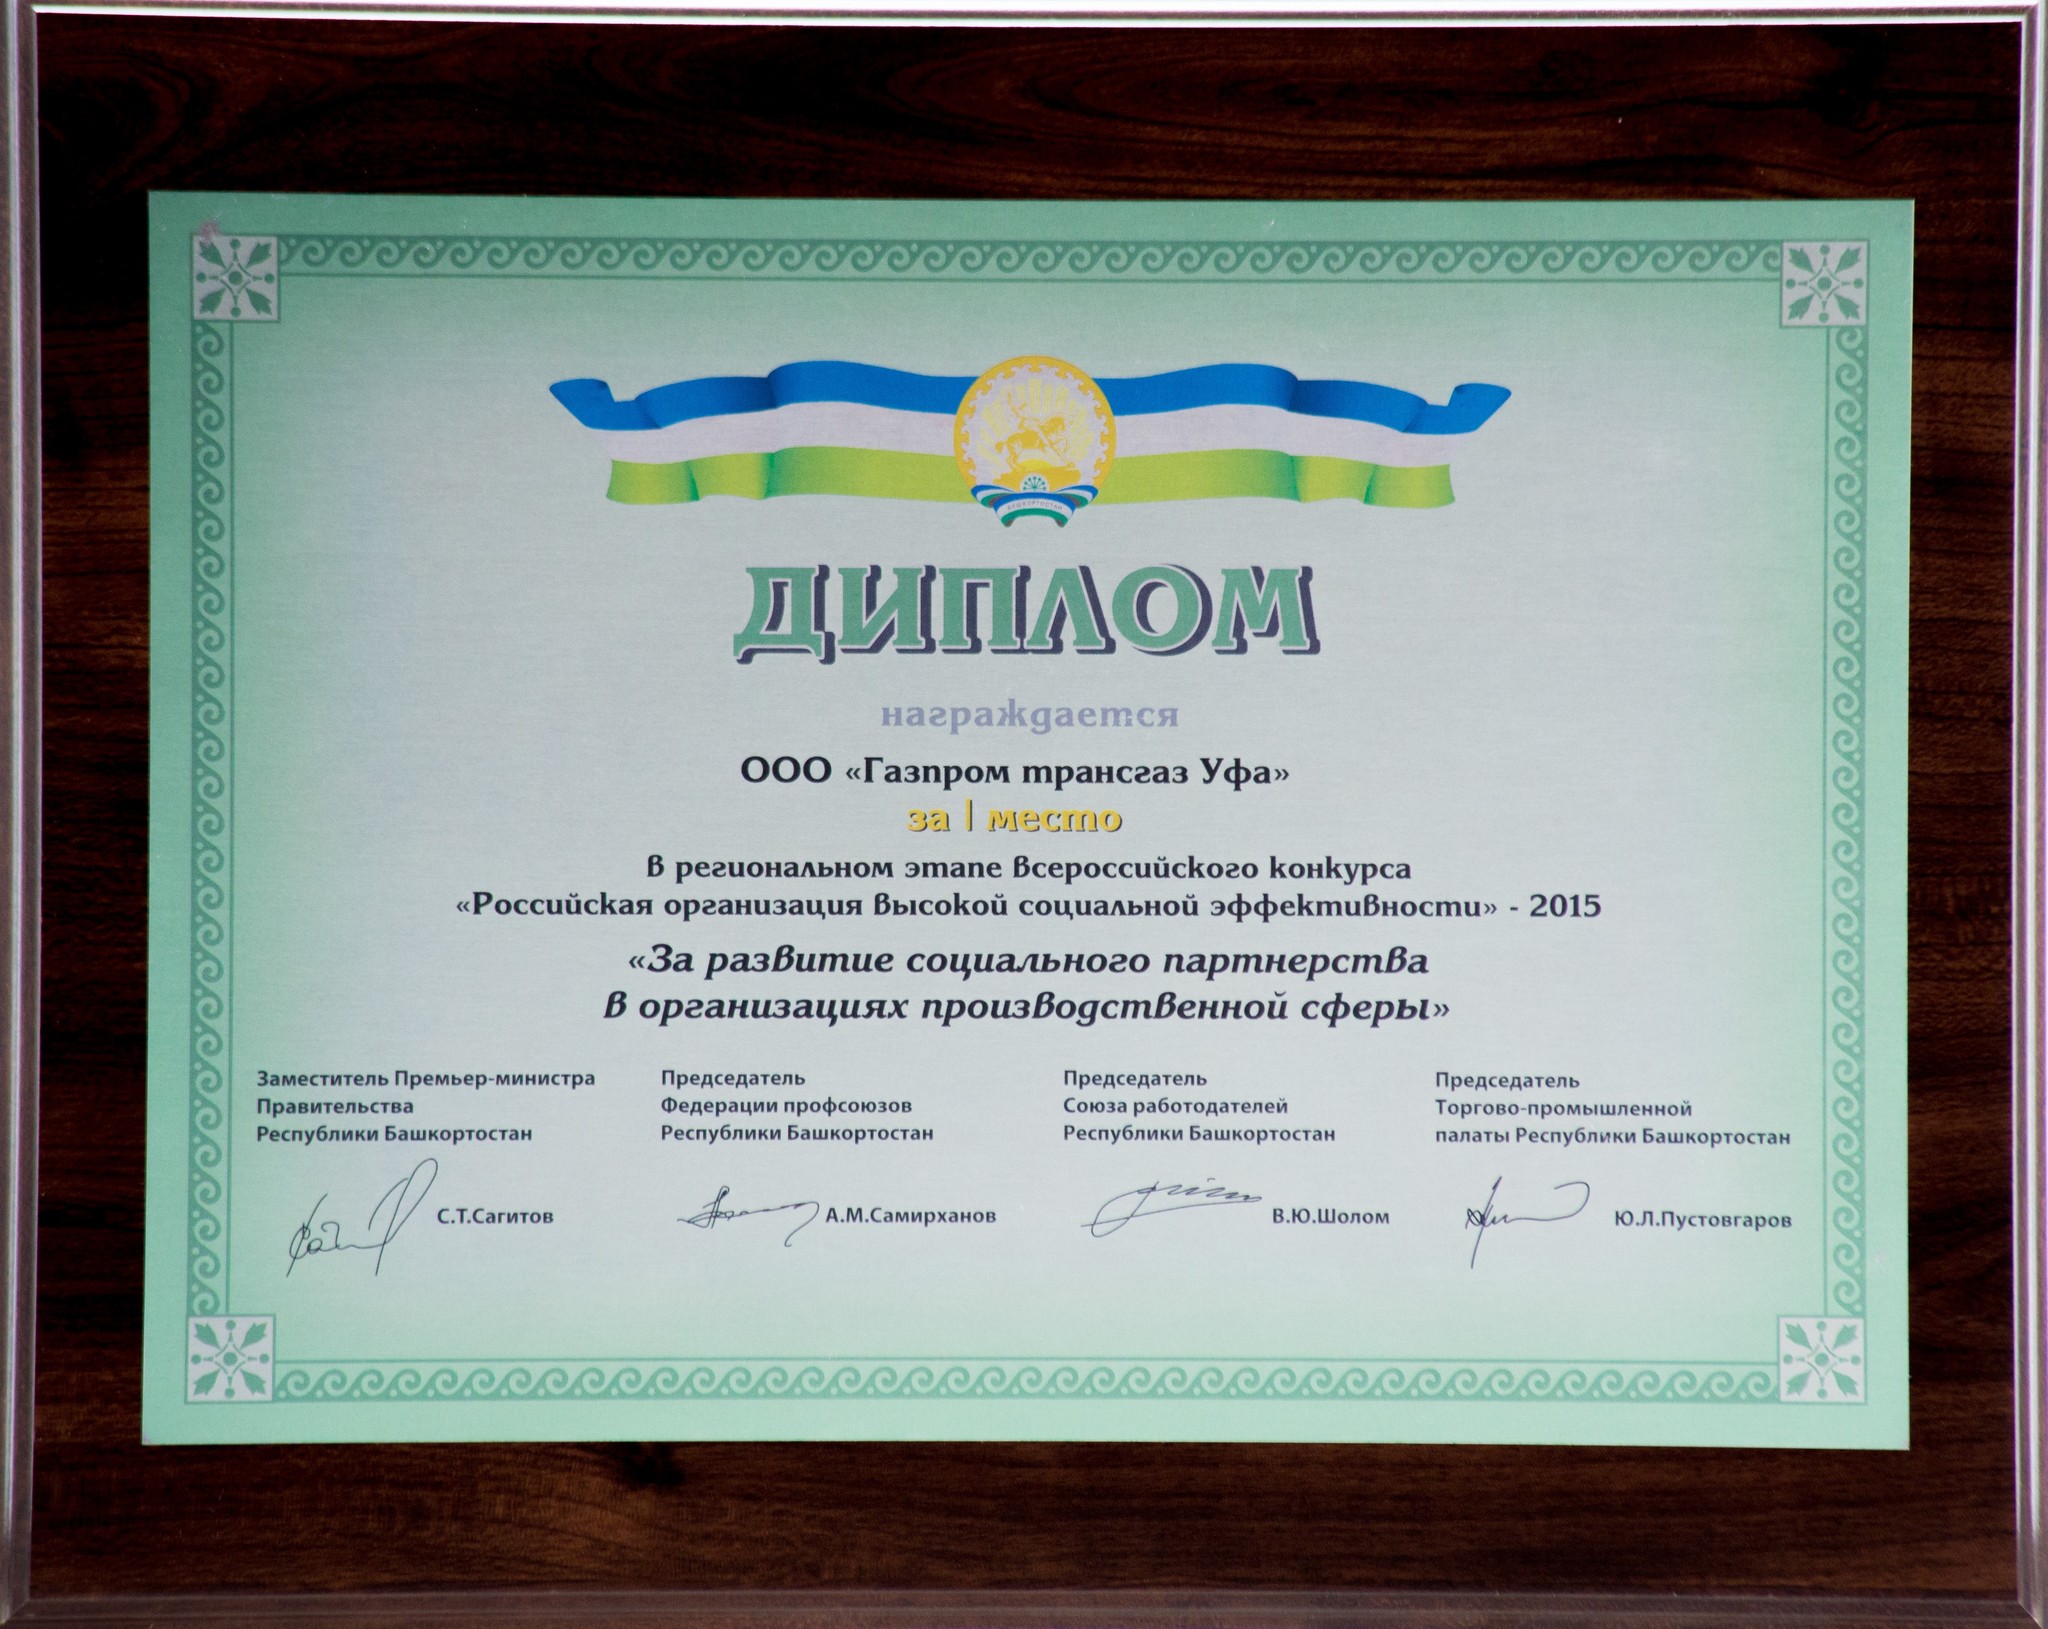 БАШКОРТОСТАН
ДИПЛОМ
награждается
ООО «Газпром трансгаз Уфа»
за I место
в региональном этапе всероссийского конкурса
«Российская организация высокой социальной эффективности» - 2015
«За развитие социального партнерства
в организациях производственной сферы»
Заместитель Премьер-министра
Правительства
Республики Башкортостан
С.Т.Сагитов
Председатель
Федерации профсоюзов
Республики Башкортостан
А.М.Самирханов
Председатель
Союза работодателей
Республики Башкортостан
В.Ю.Шолом
Председатель
Торгово-промышленной
палаты Республики Башкортостан
Ю.Л.Пустовгаров